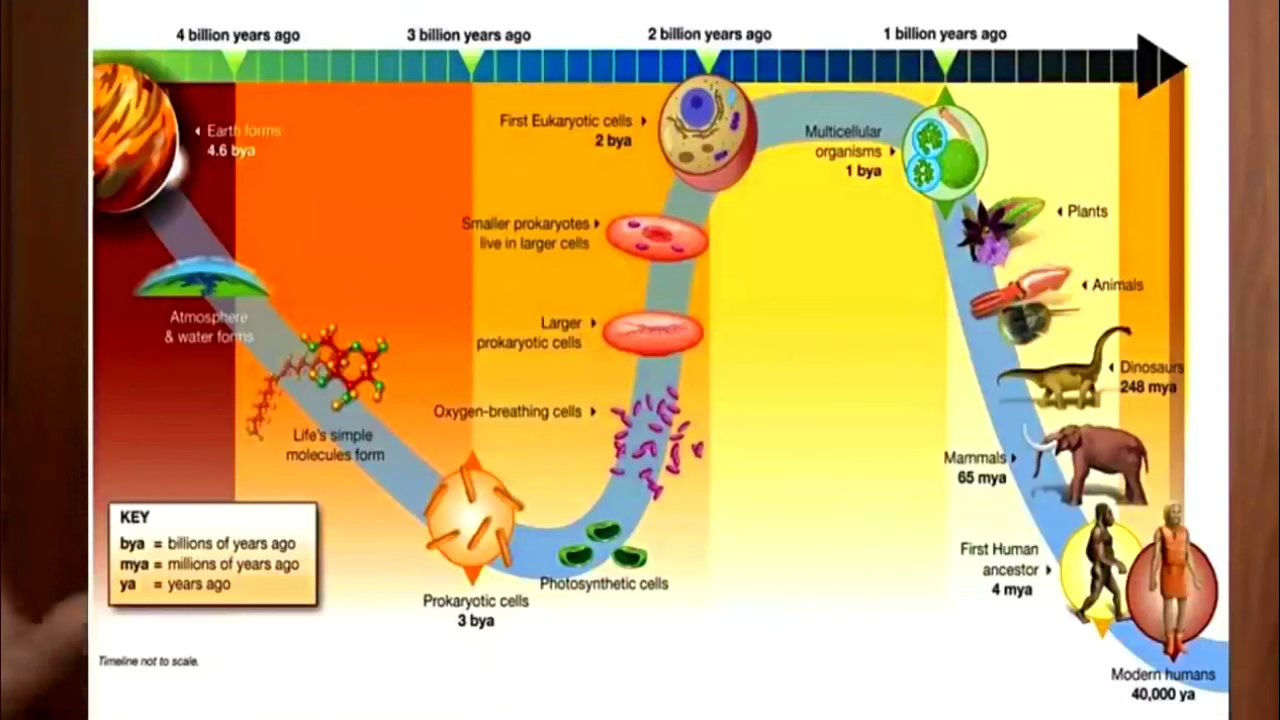 4 billion years ago
3 billion years ago
2 billion years ago
1 billion years ago
Earth forms
4.6 bya
Atmosphere
& water forms
Life's simple
molecules form
Prokaryotic cells
3 bya
Photosynthetic cells
Oxygen-breathing cells
Larger
prokaryotic cells
Smaller prokaryotes
live in larger cells
First Eukaryotic cells
2 bya
Multicellular
organisms
1 bya
Plants
Animals
Dinosaurs
248 mya
Mammals
65 mya
First Human
ancestor
4 mya
Modern humans
40,000 ya
KEY
bya = billions of years ago
mya = millions of years ago
ya = years ago
Timeline not to scale.